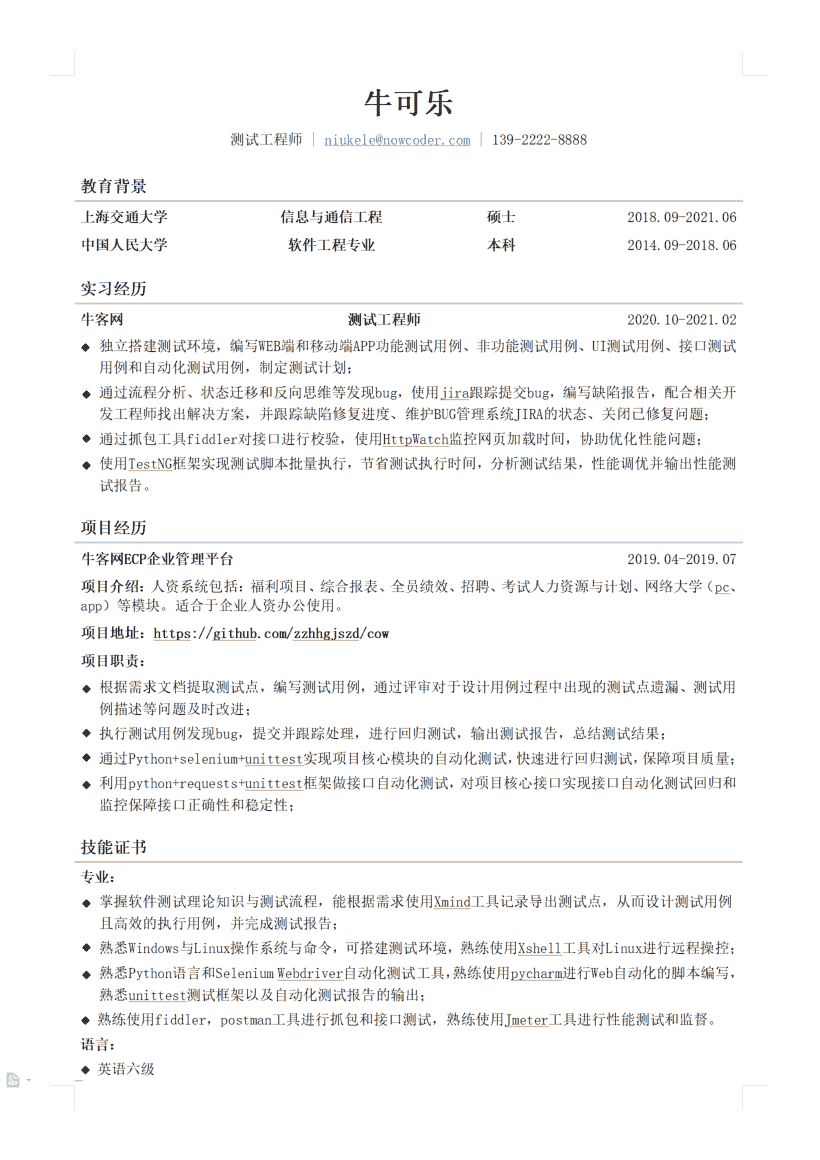 牛可乐
测试工程师 | niukele@nowcoder.com | 139-2222-8888
教育背景
上海交通大学 信息与通信工程 硕士 2018.09-2021.06
中国人民大学 软件工程专业 本科 2014.09-2018.06
实习经历
牛客网 测试工程师 2020.10-2021.02
◆ 独立搭建测试环境，编写WEB端和移动端APP功能测试用例、非功能测试用例、UI测试用例、接口测试
用例和自动化测试用例，制定测试计划；
◆ 通过流程分析、状态迁移和反向思维等发现bug，使用jira跟踪提交bug，编写缺陷报告，配合相关开
发工程师找出解决方案，并跟踪缺陷修复进度、维护BUG管理系统JIRA的状态、关闭已修复问题；
◆ 通过抓包工具fiddler对接口进行校验，使用HttpWatch监控网页加载时间，协助优化性能问题；
◆ 使用TestNG框架实现测试脚本批量执行，节省测试执行时间，分析测试结果，性能调优并输出性能测
试报告。
项目经历
牛客网ECP企业管理平台 2019.04-2019.07
项目介绍：人资系统包括：福利项目、综合报表、全员绩效、招聘、考试人力资源与计划、网络大学（pc、
app）等模块。适合于企业人资办公使用。
项目地址：https://github.com/zzhhgjszd/cow
项目职责：
◆ 根据需求文档提取测试点，编写测试用例，通过评审对于设计用例过程中出现的测试点遗漏、测试用
例描述等问题及时改进；
◆ 执行测试用例发现bug，提交并跟踪处理，进行回归测试，输出测试报告，总结测试结果；
◆ 通过Python+selenium+unittest实现项目核心模块的自动化测试，快速进行回归测试，保障项目质量；
◆ 利用python+requests+unittest框架做接口自动化测试，对项目核心接口实现接口自动化测试回归和
监控保障接口正确性和稳定性；
技能证书
专业：
◆ 掌握软件测试理论知识与测试流程，能根据需求使用Xmind工具记录导出测试点，从而设计测试用例
且高效的执行用例，并完成测试报告；
◆ 熟悉Windows与Linux操作系统与命令，可搭建测试环境，熟练使用Xshell工具对Linux进行远程操控；
◆ 熟悉Python语言和Selenium Webdriver自动化测试工具，熟练使用pycharm进行Web自动化的脚本编写，
熟悉unittest测试框架以及自动化测试报告的输出；
◆ 熟练使用fiddler，postman工具进行抓包和接口测试，熟练使用Jmeter工具进行性能测试和监督。
语言：
◆ 英语六级